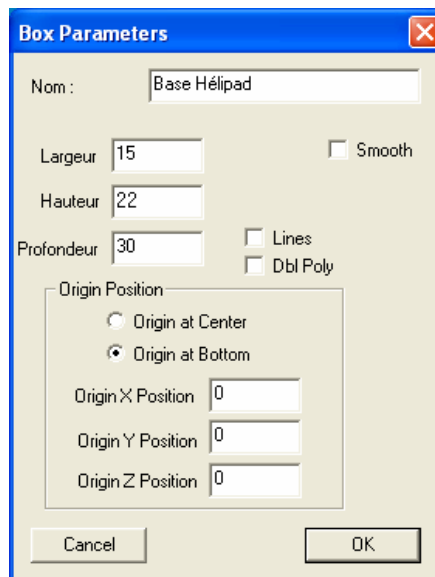 Box Parameters
Nom : Base Hélipad
Largeur 15 Smooth
Hauteur 22
Profondeur 30 Lines
Dbl Poly
Origin Position
Origin at Center
Origin at Bottom
Origin X Position 0
Origin Y Position 0
Origin Z Position 0
Cancel OK